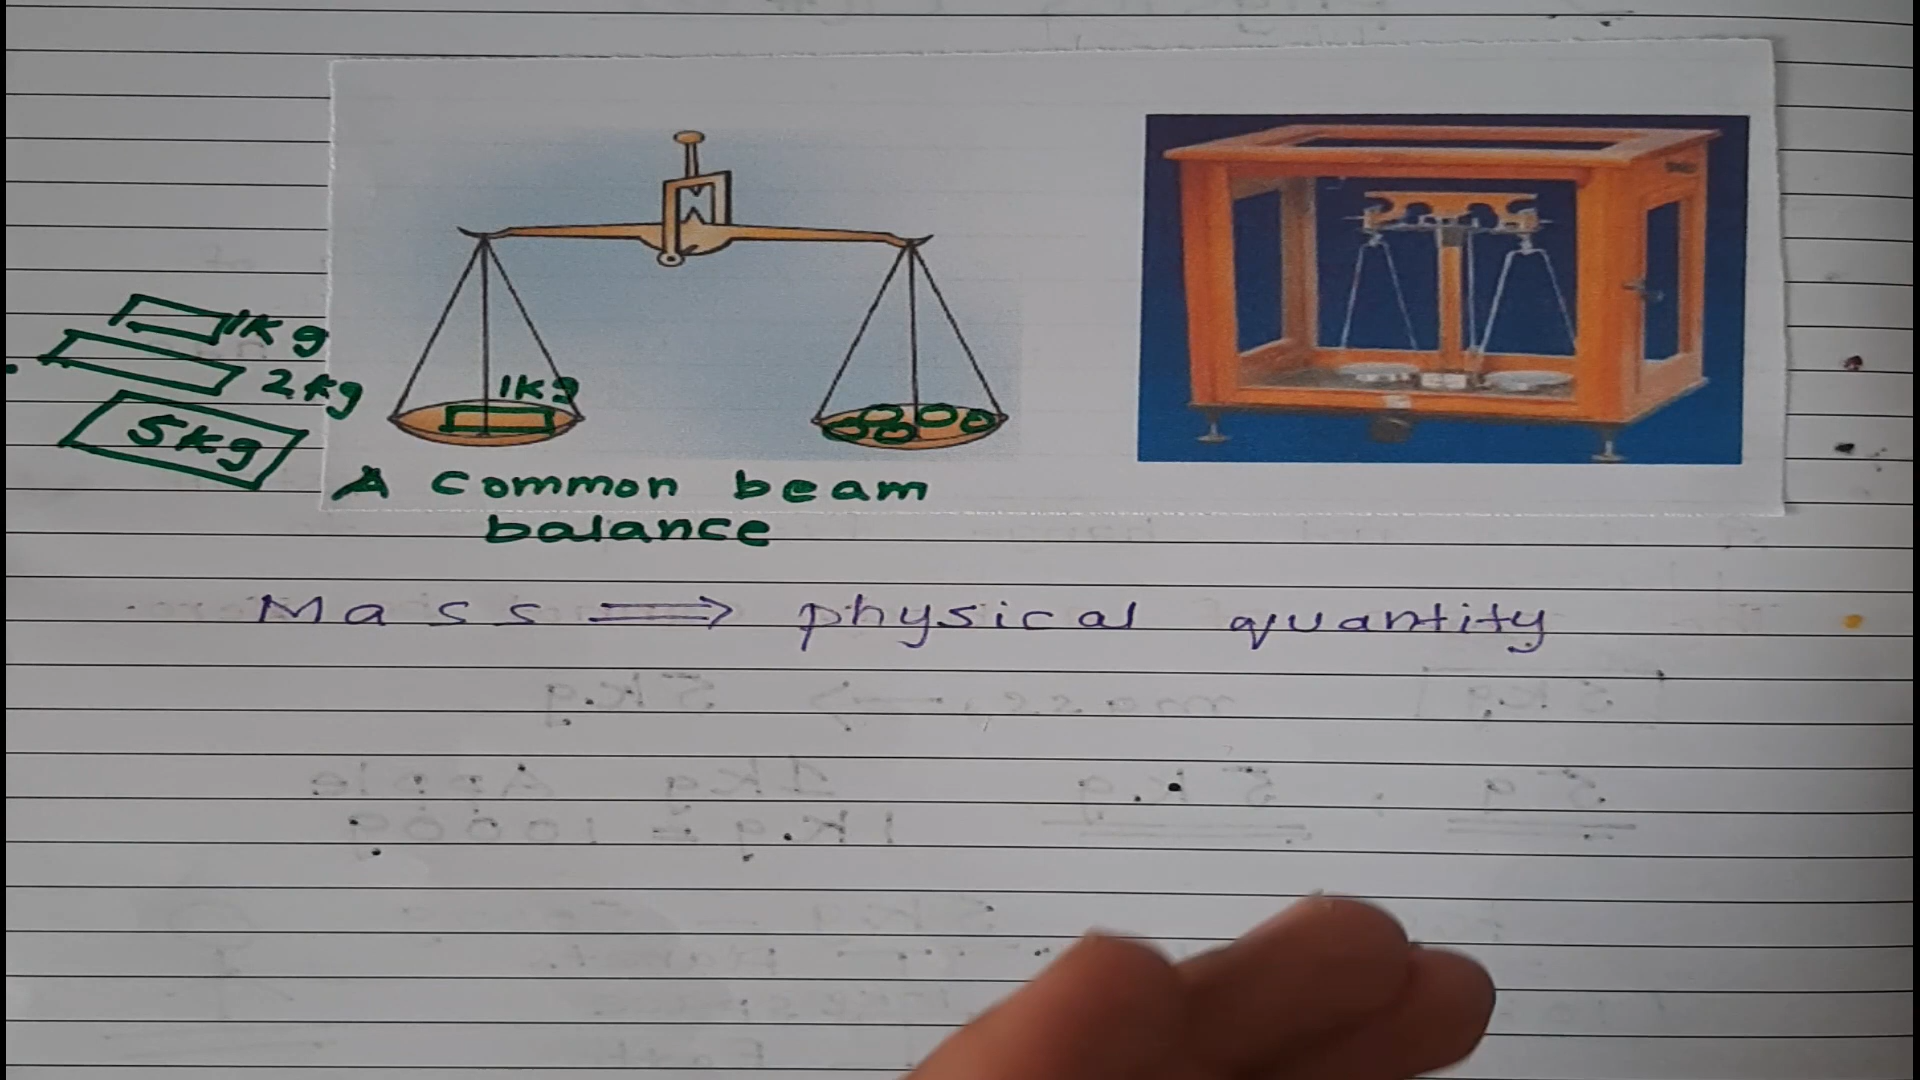 1kg
2kg
5kg
1kg
A common beam
balance
Mass ⟹ physical quantity